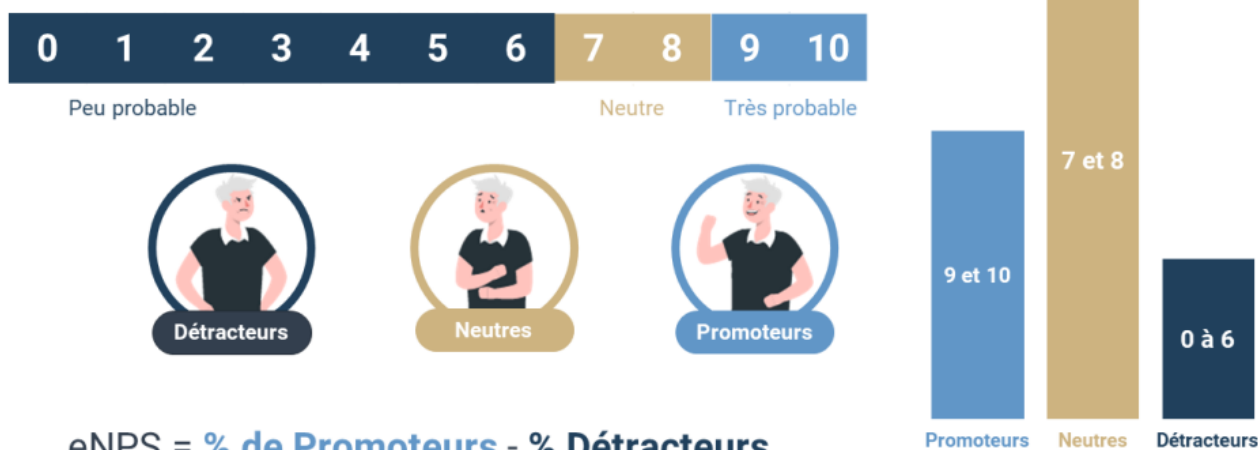 0 1 2 3 4 5 6 7 8 9 10
Peu probable
Neutre
Très probable
Détracteurs
Neutres
Promoteurs
eNPS = % de Promoteurs - % Détracteurs
7 et 8
9 et 10
0 à 6
Promoteurs
Neutres
Détracteurs